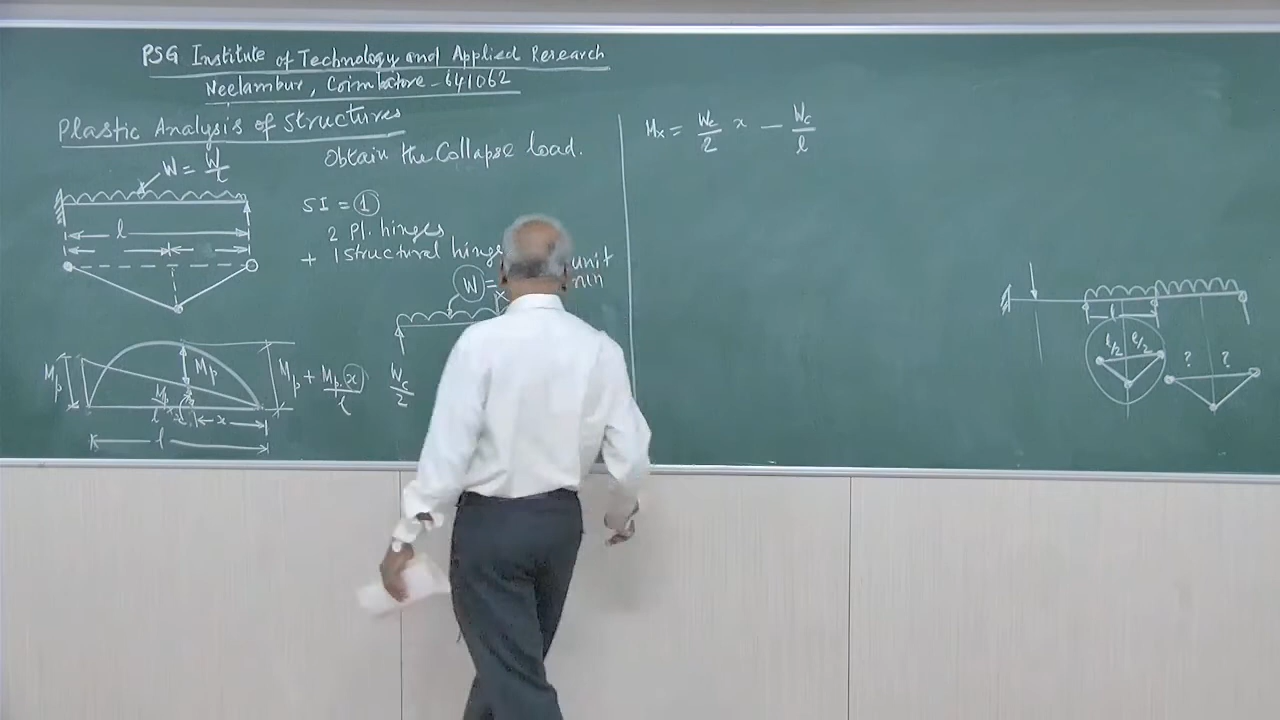 PSG Institute of Technology and Applied Research
Neelambur, Coimbatore - 641062
Plastic Analysis of Structures
Obtain the Collapse load.
W = W/l
l
SI = 1
2 Pl. hinges
+ 1 structural hinge
W =
unit
x
Mp
Mp
Mp + Mp.(x)/l
Mp/l
x
l
Wc/2
Mx = Wc/2 x - Wc/l
l
l/2 l/2
? ?